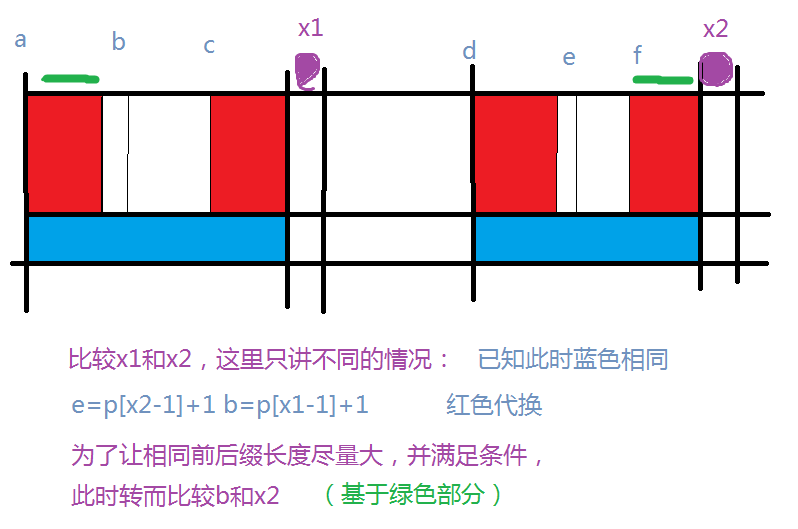 x1 x2
a b c d e f
比较x1和x2，这里只讲不同的情况： 已知此时蓝色相同
e=p[x2-1]+1 b=p[x1-1]+1 红色代换
为了让相同前后缀长度尽量大，并满足条件，
此时转而比较b和x2 （基于绿色部分）